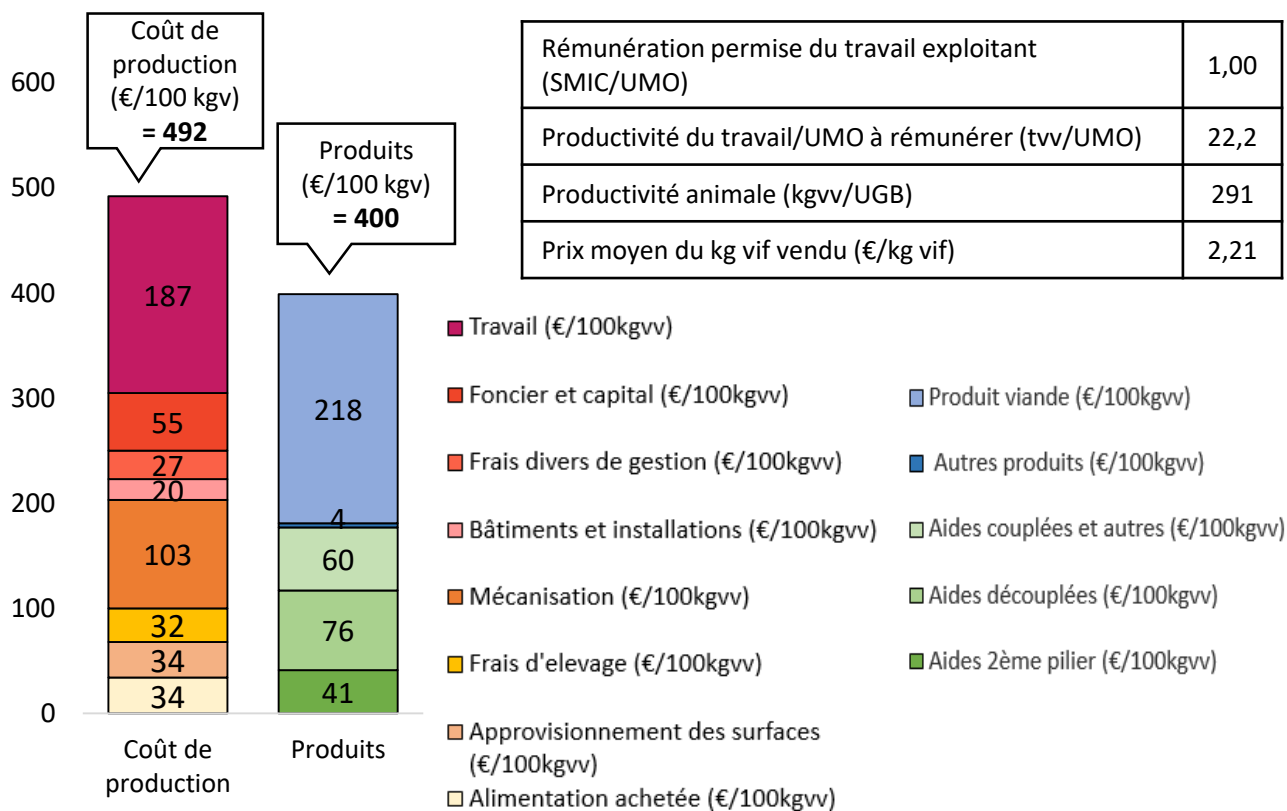 Coût de
production
(€/100 kgv)
= 492
Produits
(€/100 kgv)
= 400
Rémunération permise du travail exploitant
(SMIC/UMO)
1,00
Productivité du travail/UMO à rémunérer (tvv/UMO)
22,2
Productivité animale (kgvv/UGB)
291
Prix moyen du kg vif vendu (€/kg vif)
2,21
600
500
400
300
200
100
0
187
55
27
20
103
32
34
34
218
4
60
76
41
Coût de
production
Produits
Travail (€/100kgvv)
Foncier et capital (€/100kgvv)
Frais divers de gestion (€/100kgvv)
Bâtiments et installations (€/100kgvv)
Mécanisation (€/100kgvv)
Frais d'elevage (€/100kgvv)
Approvisionnement des surfaces
(€/100kgvv)
Alimentation achetée (€/100kgvv)
Produit viande (€/100kgvv)
Autres produits (€/100kgvv)
Aides couplées et autres (€/100kgvv)
Aides découplées (€/100kgvv)
Aides 2ème pilier (€/100kgvv)